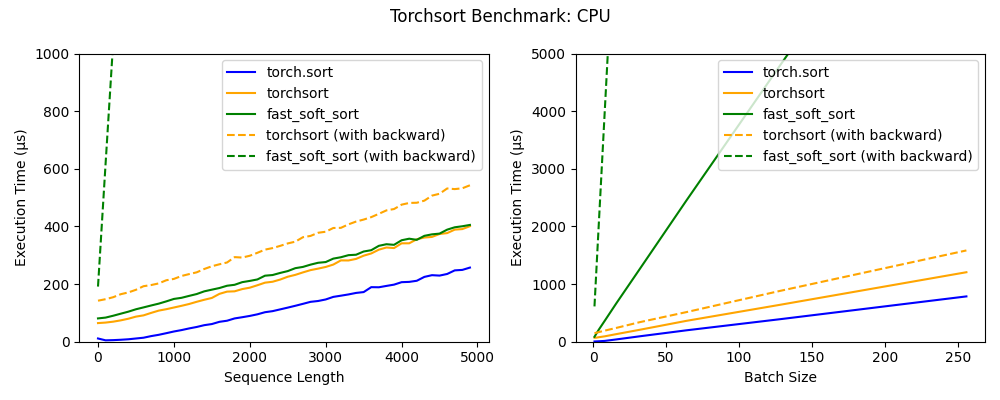 Torchsort Benchmark: CPU
Execution Time (µs)
1000
800
600
400
200
0
torch.sort
torchsort
fast_soft_sort
torchsort (with backward)
fast_soft_sort (with backward)
0 1000 2000 3000 4000 5000
Sequence Length
Execution Time (µs)
5000
4000
3000
2000
1000
0
torch.sort
torchsort
fast_soft_sort
torchsort (with backward)
fast_soft_sort (with backward)
0 50 100 150 200 250
Batch Size